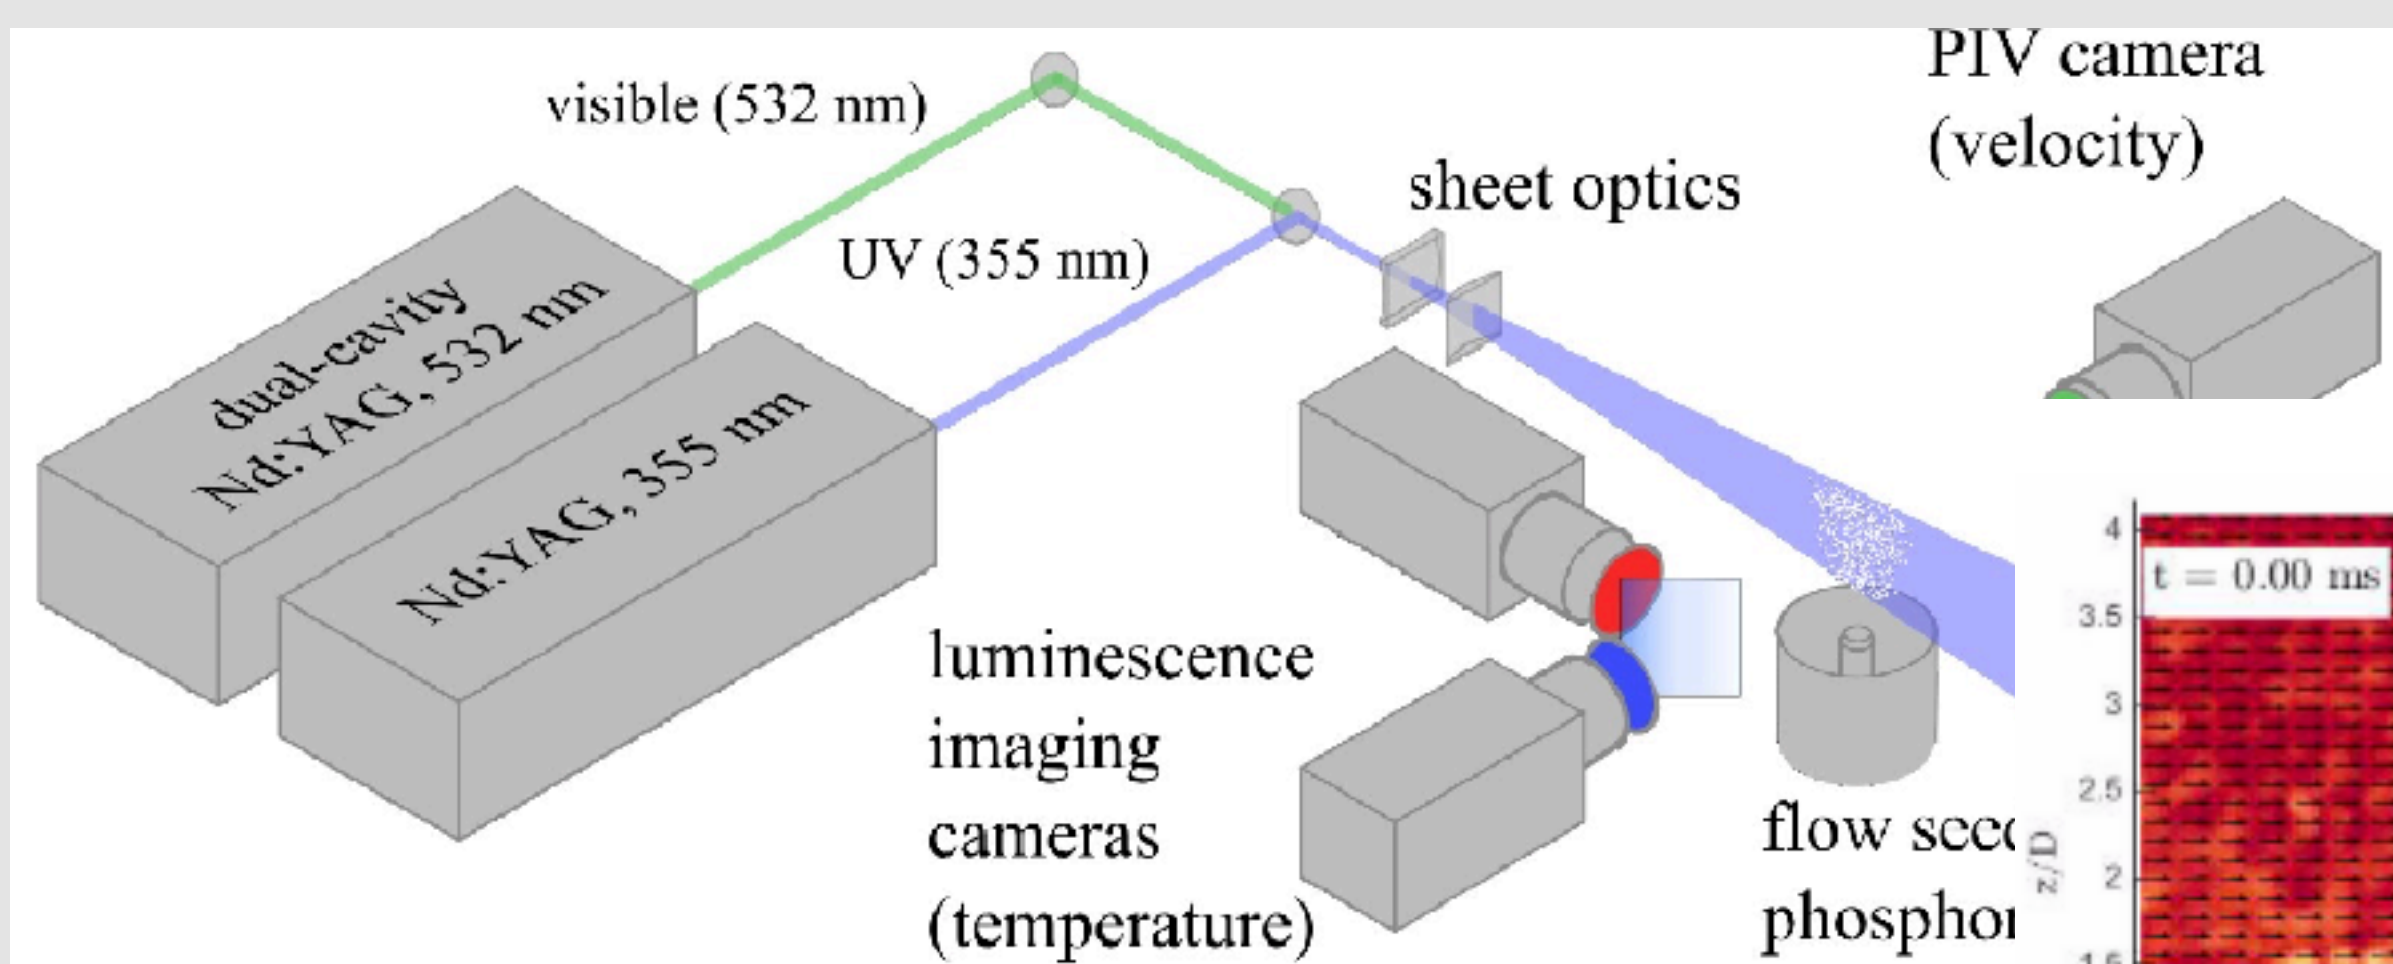 visible (532 nm)
PIV camera
(velocity)
sheet optics
UV (355 nm)
dual-cavity
Nd:YAG, 532 nm
Nd:YAG, 355 nm
luminescence
imaging
cameras
(temperature)
flow
4
t = 0.00 ms
3.5
3
2.5
z/D
2